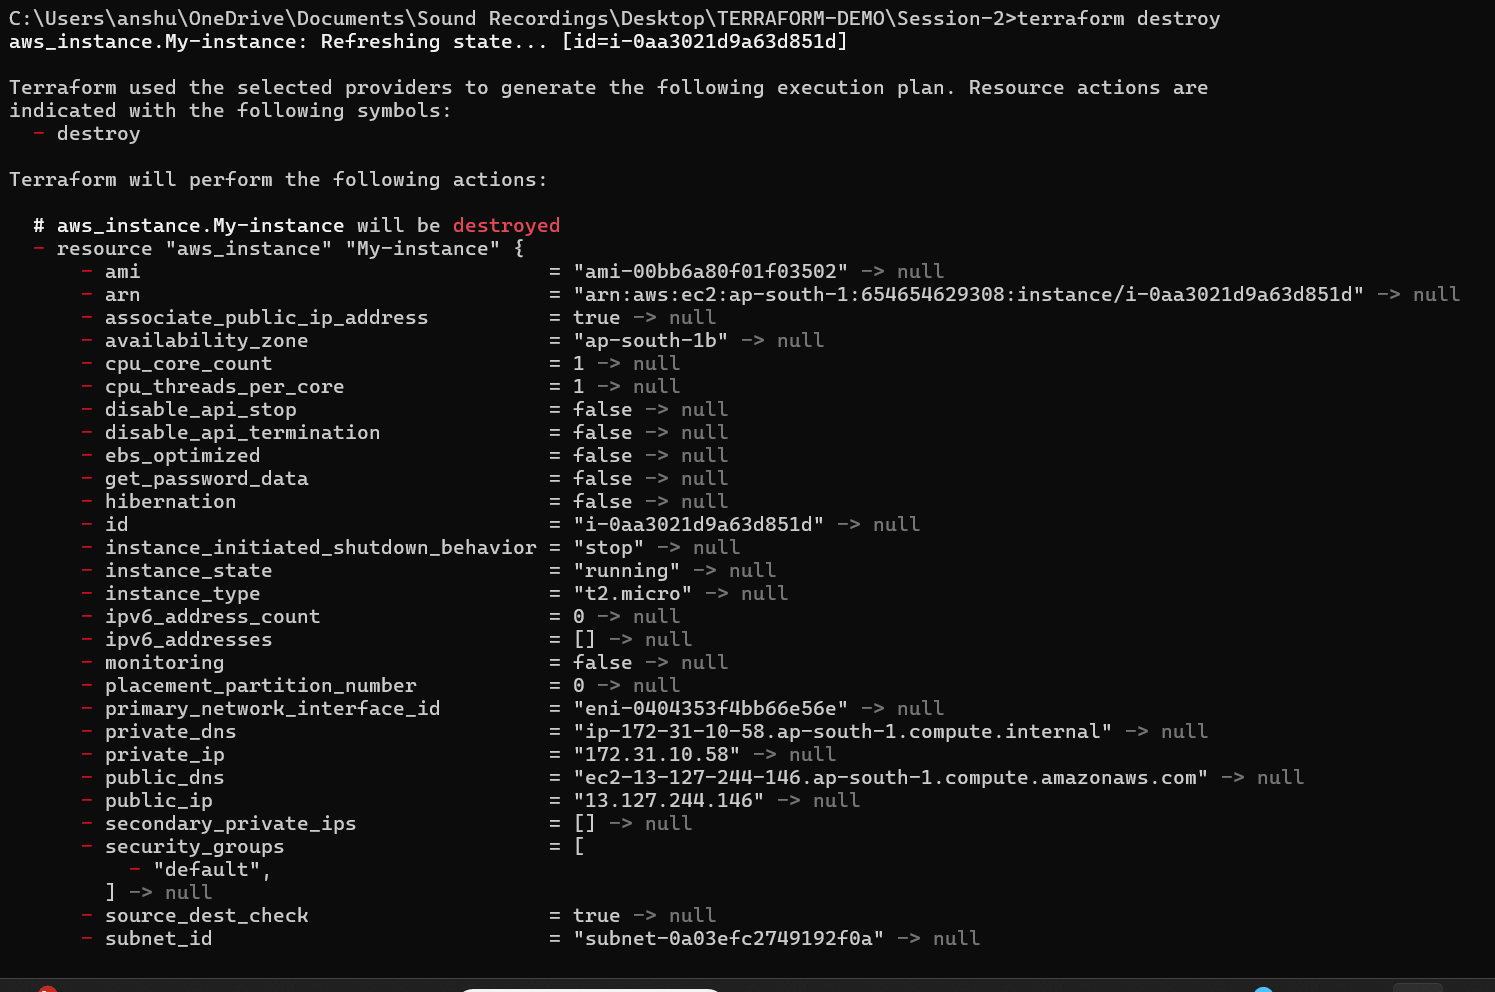 C:\Users\anshu\OneDrive\Documents\Sound Recordings\Desktop\TERRAFORM-DEMO\Session-2>terraform destroy
aws_instance.My-instance: Refreshing state... [id=i-0aa3021d9a63d851d]
Terraform used the selected providers to generate the following execution plan. Resource actions are
indicated with the following symbols:
  - destroy
Terraform will perform the following actions:
  # aws_instance.My-instance will be destroyed
  - resource "aws_instance" "My-instance" {
      - ami                                  = "ami-00bb6a80f01f03502" -> null
      - arn                                  = "arn:aws:ec2:ap-south-1:654654629308:instance/i-0aa3021d9a63d851d" -> null
      - associate_public_ip_address          = true -> null
      - availability_zone                    = "ap-south-1b" -> null
      - cpu_core_count                       = 1 -> null
      - cpu_threads_per_core                 = 1 -> null
      - disable_api_stop                     = false -> null
      - disable_api_termination              = false -> null
      - ebs_optimized                        = false -> null
      - get_password_data                    = false -> null
      - hibernation                          = false -> null
      - id                                   = "i-0aa3021d9a63d851d" -> null
      - instance_initiated_shutdown_behavior = "stop" -> null
      - instance_state                       = "running" -> null
      - instance_type                        = "t2.micro" -> null
      - ipv6_address_count                   = 0 -> null
      - ipv6_addresses                       = [] -> null
      - monitoring                           = false -> null
      - placement_partition_number           = 0 -> null
      - primary_network_interface_id         = "eni-0404353f4bb66e56e" -> null
      - private_dns                          = "ip-172-31-10-58.ap-south-1.compute.internal" -> null
      - private_ip                           = "172.31.10.58" -> null
      - public_dns                           = "ec2-13-127-244-146.ap-south-1.compute.amazonaws.com" -> null
      - public_ip                            = "13.127.244.146" -> null
      - secondary_private_ips                = [] -> null
      - security_groups                      = [
          - "default",
        ] -> null
      - source_dest_check                    = true -> null
      - subnet_id                            = "subnet-0a03efc2749192f0a" -> null